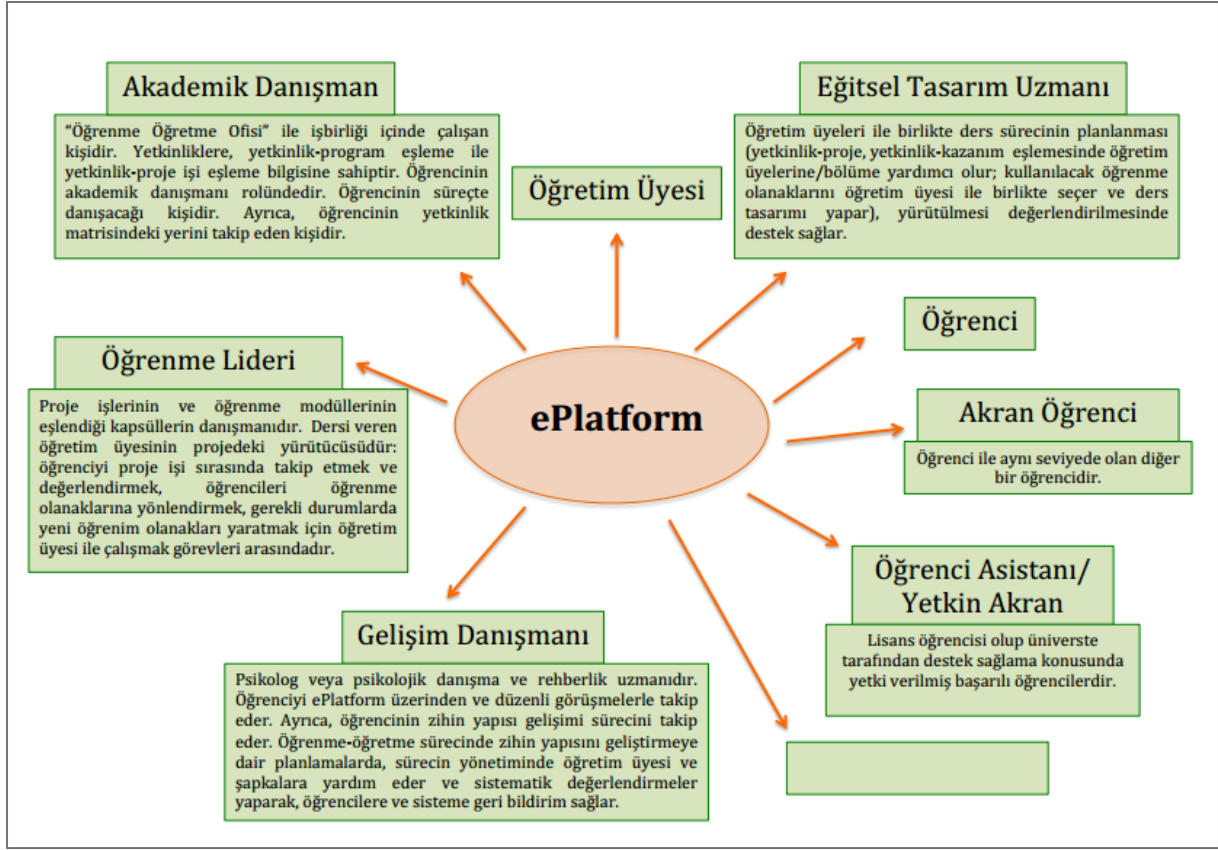 Akademik Danışman
“Öğrenme Öğretme Ofisi” ile işbirliği içinde çalışan
kişidir. Yetkinliklere, yetkinlik-program eşleme ile
yetkinlik-proje işi eşleme bilgisine sahiptir. Öğrencinin
akademik danışmanı rolündedir. Öğrencinin süreçte
danışacağı kişidir. Ayrıca, öğrencinin yetkinlik
matrisindeki yerini takip eden kişidir.
Öğretim Üyesi
Eğitsel Tasarım Uzmanı
Öğretim üyeleri ile birlikte ders sürecinin planlanması
(yetkinlik-proje, yetkinlik-kazanım eşlemesinde öğretim
üyelerine/bölüme yardımcı olur; kullanılacak öğrenme
olanaklarını öğretim üyesi ile birlikte seçer ve ders
tasarımı yapar), yürütülmesi değerlendirilmesinde
destek sağlar.
Öğrenci
Öğrenme Lideri
Proje işlerinin ve öğrenme modüllerinin
eşlendiği kapsüllerin danışmanıdır. Dersi veren
öğretim üyesinin projedeki yürütücüsüdür:
öğrenciyi proje işi sırasında takip etmek ve
değerlendirmek, öğrencileri öğrenme
olanaklarına yönlendirmek, gerekli durumlarda
yeni öğrenim olanakları yaratmak için öğretim
üyesi ile çalışmak görevleri arasındadır.
ePlatform
Akran Öğrenci
Öğrenci ile aynı seviyede olan diğer
bir öğrencidir.
Öğrenci Asistanı/
Yetkin Akran
Lisans öğrencisi olup üniverste
tarafından destek sağlama konusunda
yetki verilmiş başarılı öğrencilerdir.
Gelişim Danışmanı
Psikolog veya psikolojik danışma ve rehberlik uzmanıdır.
Öğrenciyi ePlatform üzerinden ve düzenli görüşmelerle takip
eder. Ayrıca, öğrencinin zihin yapısı gelişimi sürecini takip
eder. Öğrenme-öğretme sürecinde zihin yapısını geliştirmeye
dair planlamalarda, sürecin yönetiminde öğretim üyesi ve
şapkalara yardım eder ve sistematik değerlendirmeler
yaparak, öğrencilere ve sisteme geri bildirim sağlar.